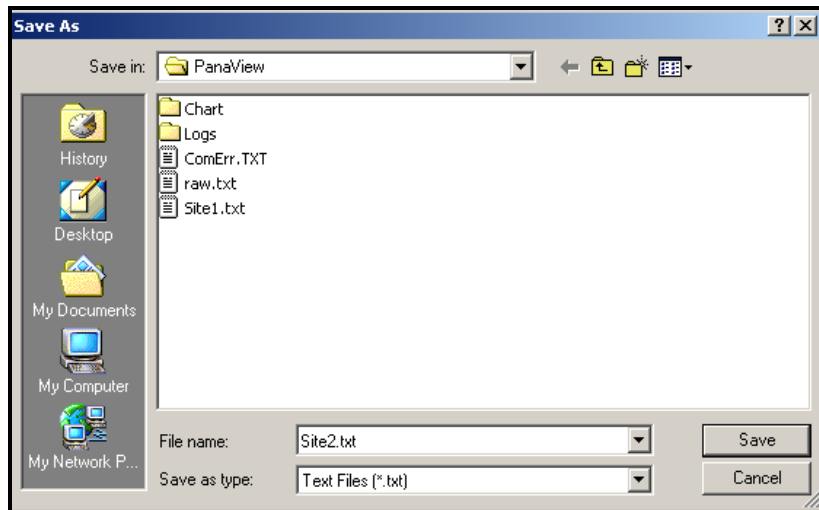 Save As
Save in: PanaView
Chart
Logs
ComErr.TXT
raw.txt
Site1.txt
History
Desktop
My Documents
My Computer
My Network P...
File name: Site2.txt Save
Save as type: Text Files (*.txt) Cancel